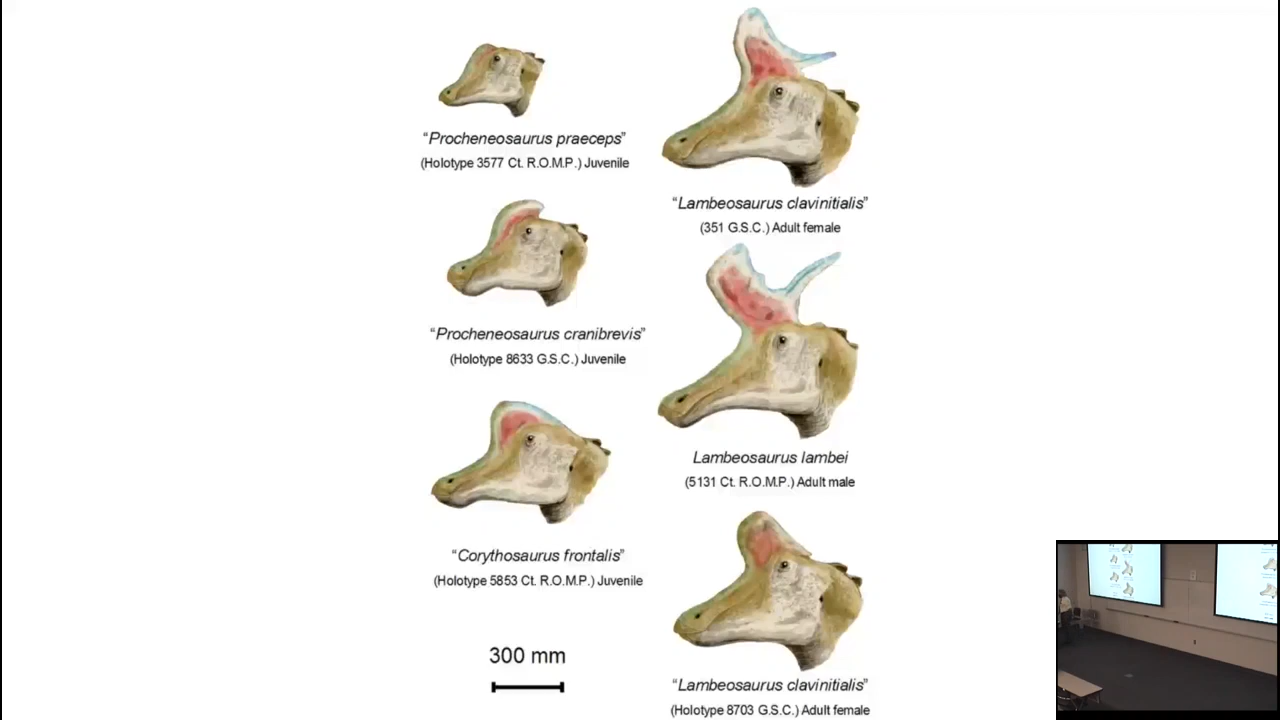 “Procheneosaurus praeceps”
(Holotype 3577 Ct. R.O.M.P.) Juvenile
“Procheneosaurus cranibrevis”
(Holotype 8633 G.S.C.) Juvenile
“Corythosaurus frontalis”
(Holotype 5853 Ct. R.O.M.P.) Juvenile
300 mm
“Lambeosaurus clavinitialis”
(351 G.S.C.) Adult female
Lambeosaurus lambei
(5131 Ct. R.O.M.P.) Adult male
“Lambeosaurus clavinitialis”
(Holotype 8703 G.S.C.) Adult female